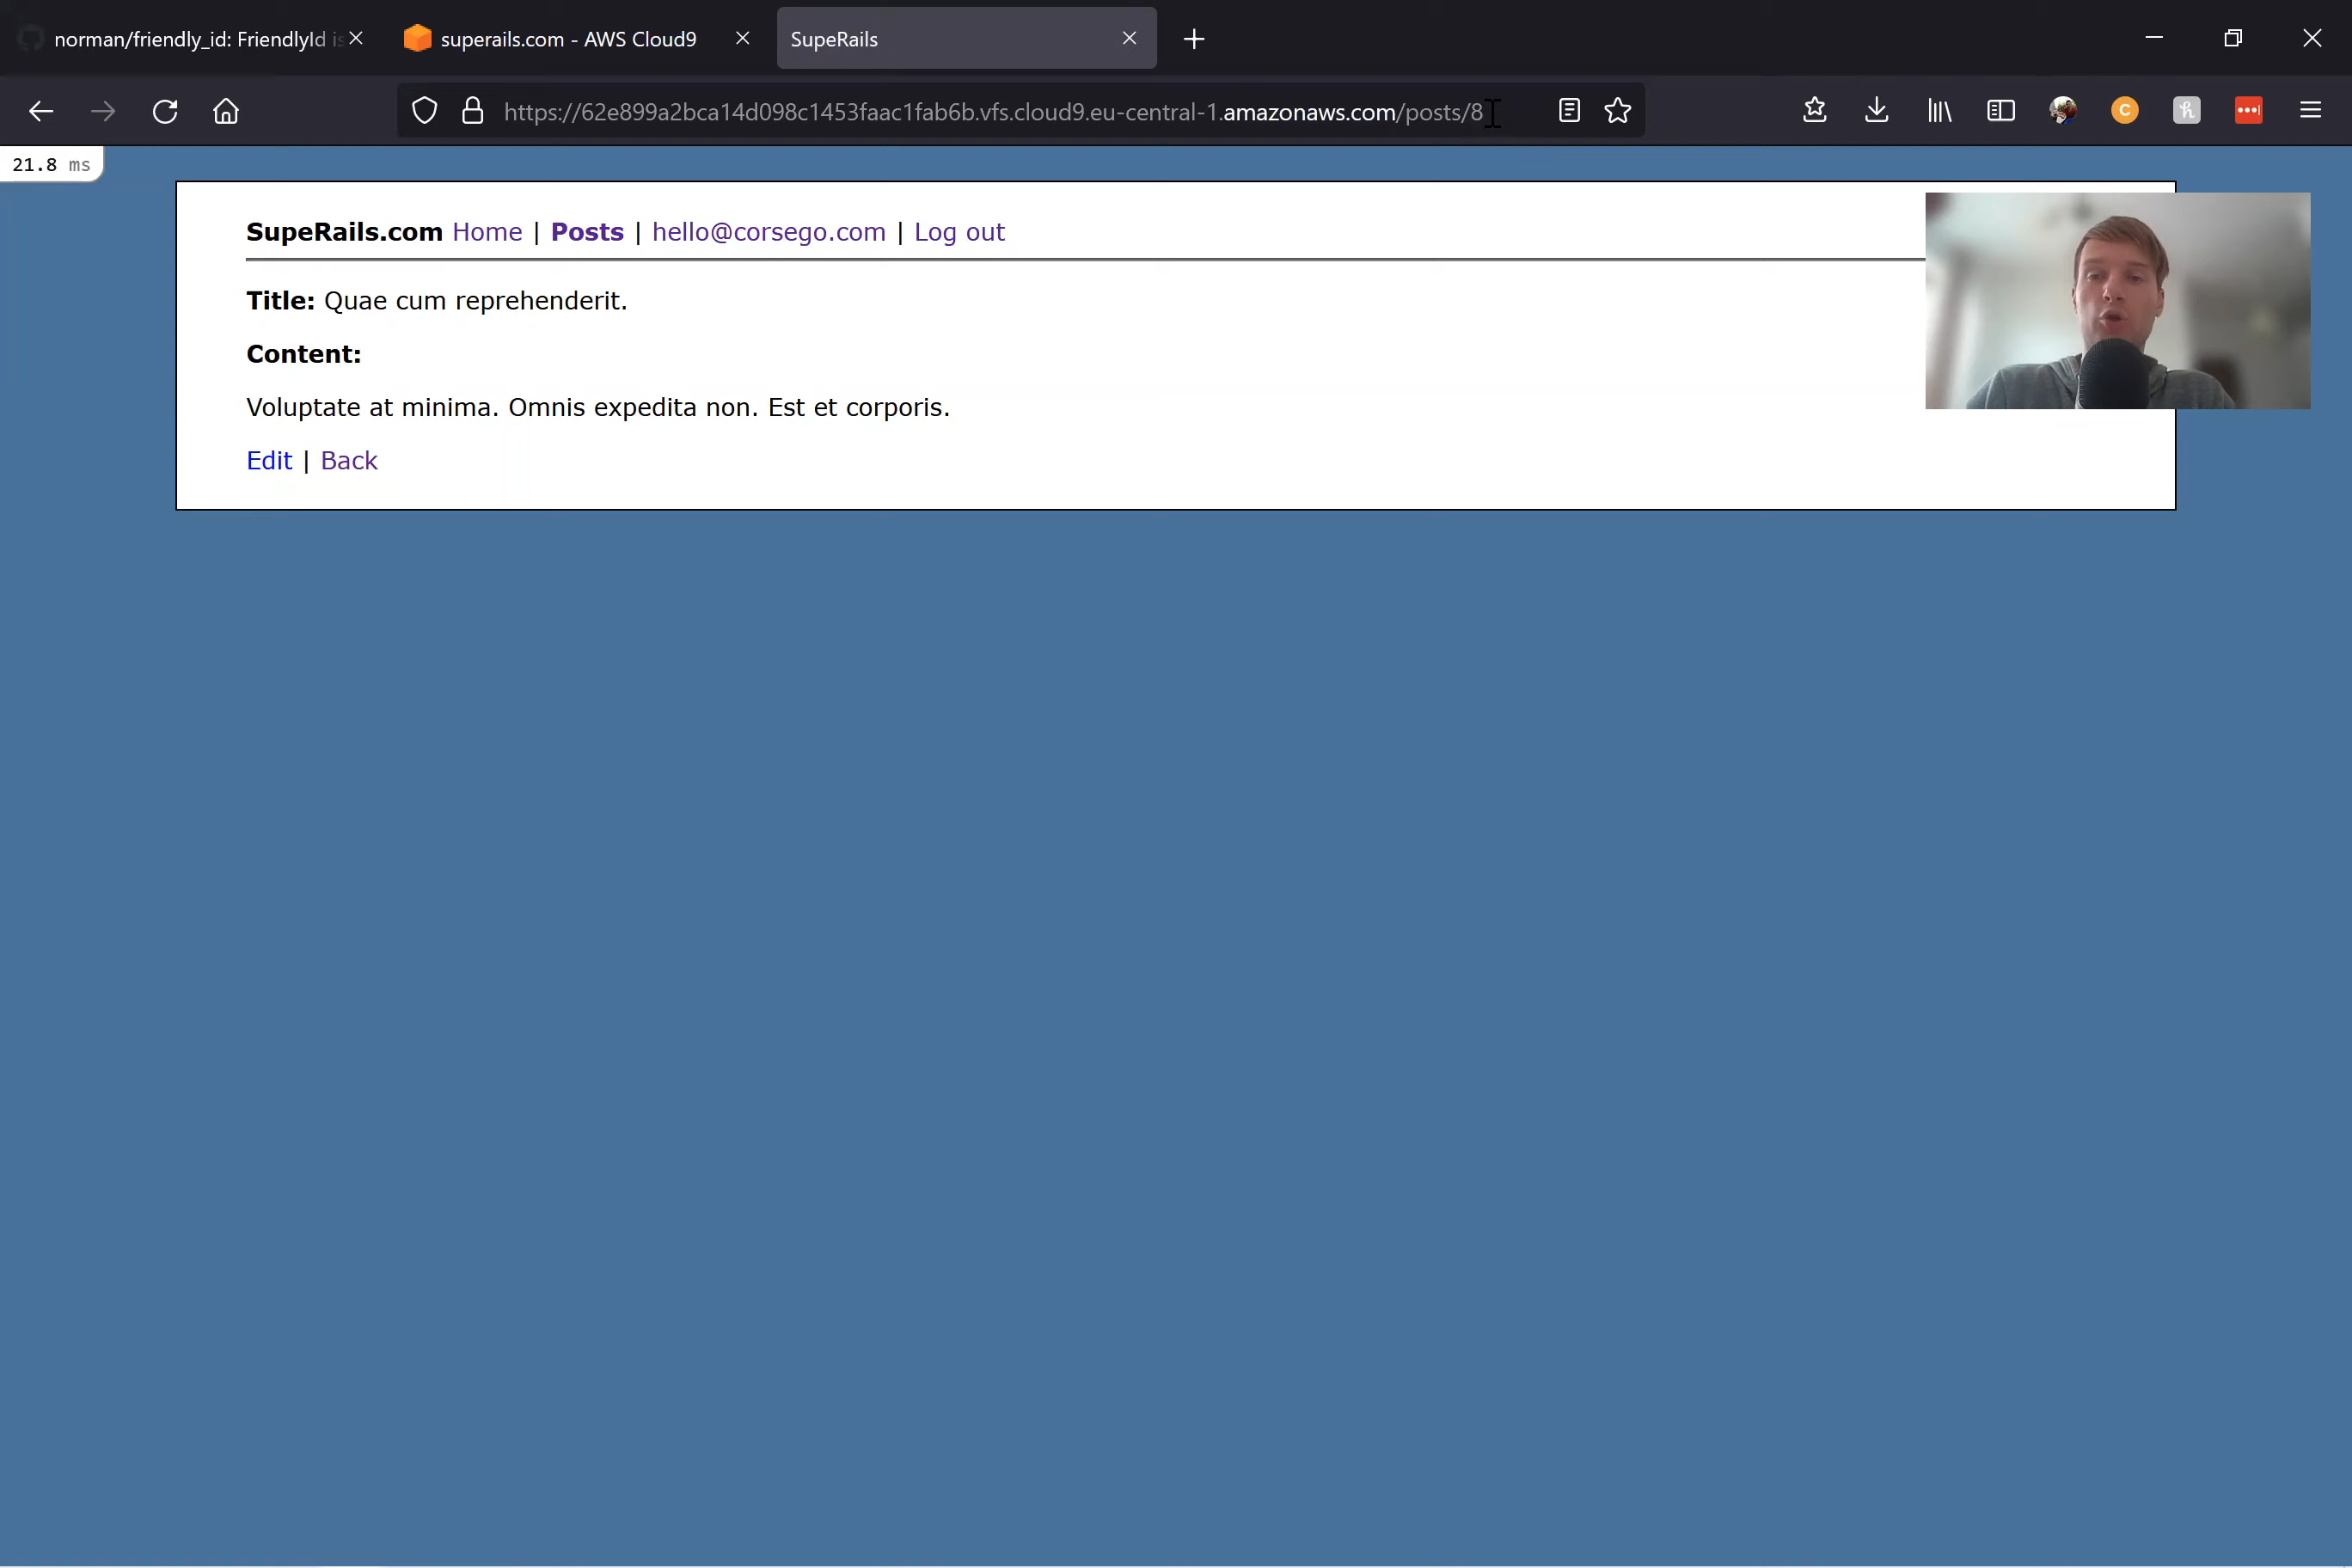 norman/friendly_id: FriendlyId is
superails.com - AWS Cloud9
SupeRails
https://62e899a2bca14d098c1453faac1fab6b.vfs.cloud9.eu-central-1.amazonaws.com/posts/8
21.8 ms
SupeRails.com Home | Posts | hello@corsego.com | Log out
Title: Quae cum reprehenderit.
Content:
Voluptate at minima. Omnis expedita non. Est et corporis.
Edit | Back